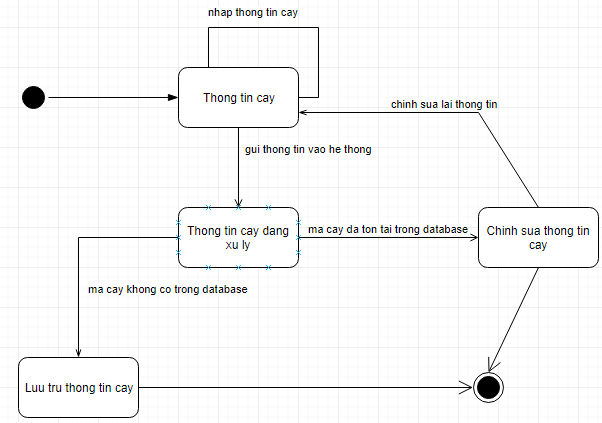 nhap thong tin cay
Thong tin cay
chinh sua lai thong tin
gui thong tin vao he thong
Thong tin cay dang
xu ly
ma cay da ton tai trong database
Chinh sua thong tin
cay
ma cay khong co trong database
Luu tru thong tin cay